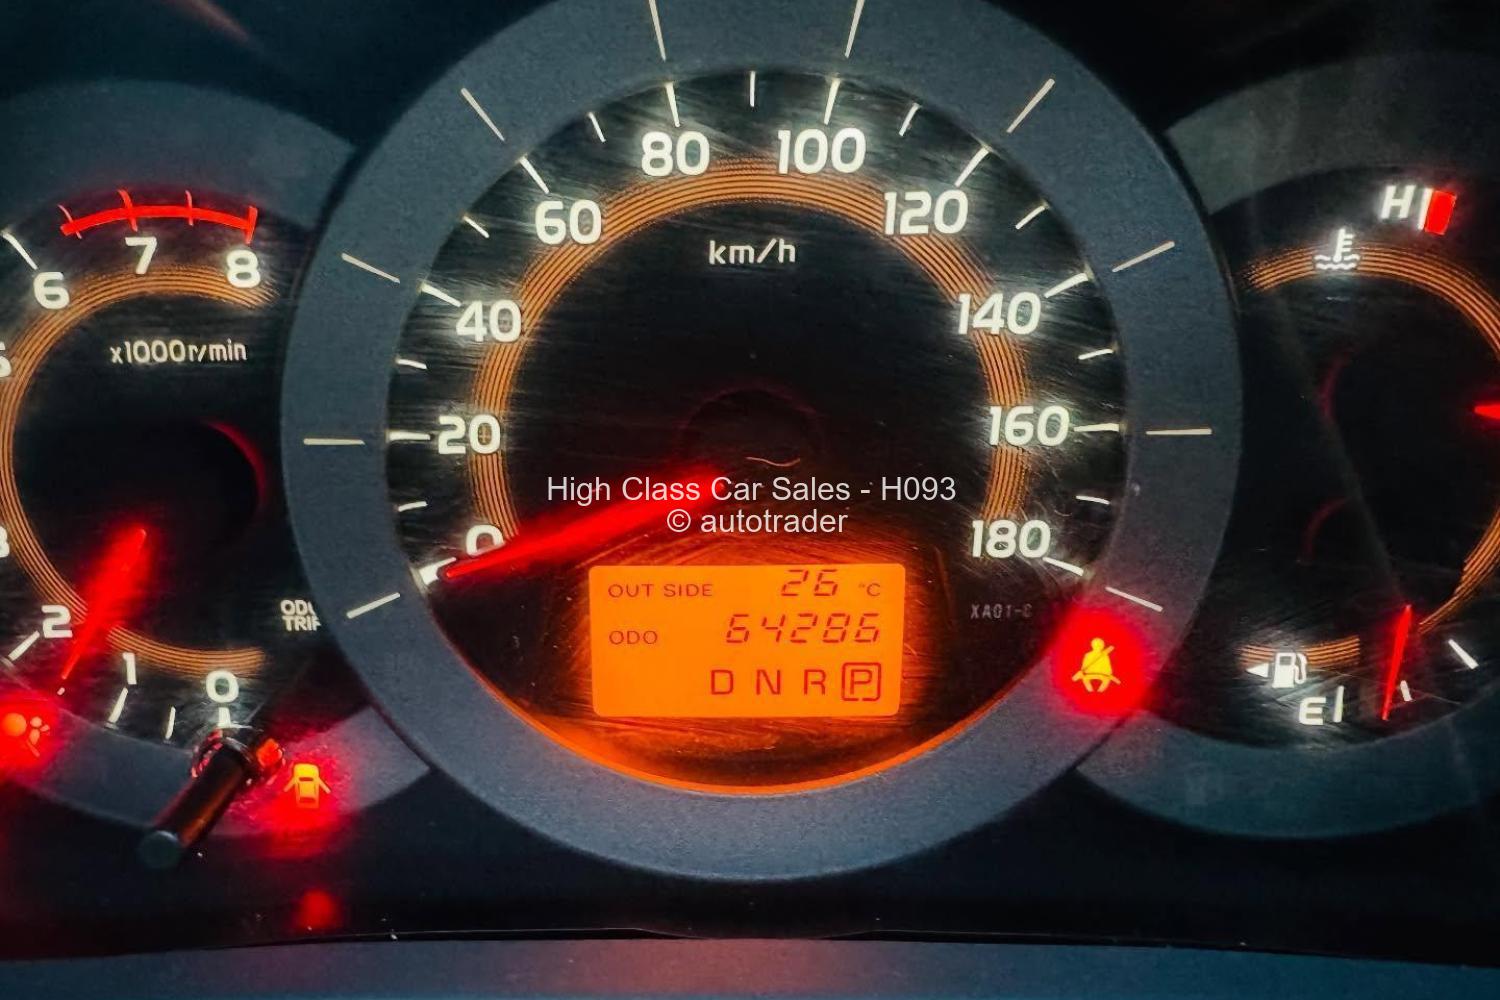 80 100
60 120
40 140
20 160
0 180
km/h
6 7 8
x1000r/min
2
1
0
TRIP
H
E
OUT SIDE 26 °C
ODO 64286
D N R P
High Class Car Sales - H093
© autotrader